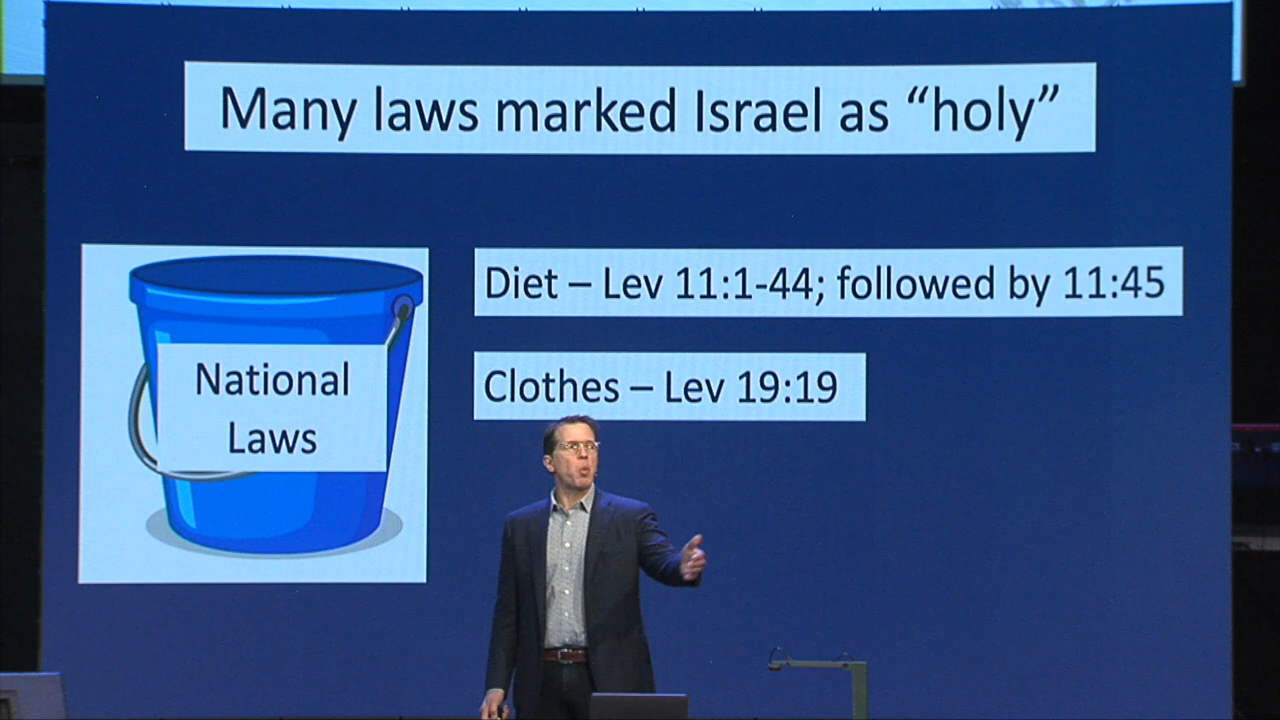 Many laws marked Israel as “holy”
National
Laws
Diet – Lev 11:1-44; followed by 11:45
Clothes – Lev 19:19